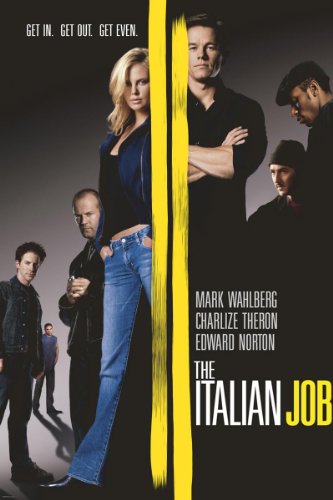 GET IN. GET OUT. GET EVEN.
MARK WAHLBERG
CHARLIZE THERON
EDWARD NORTON
THE
ITALIAN JOB